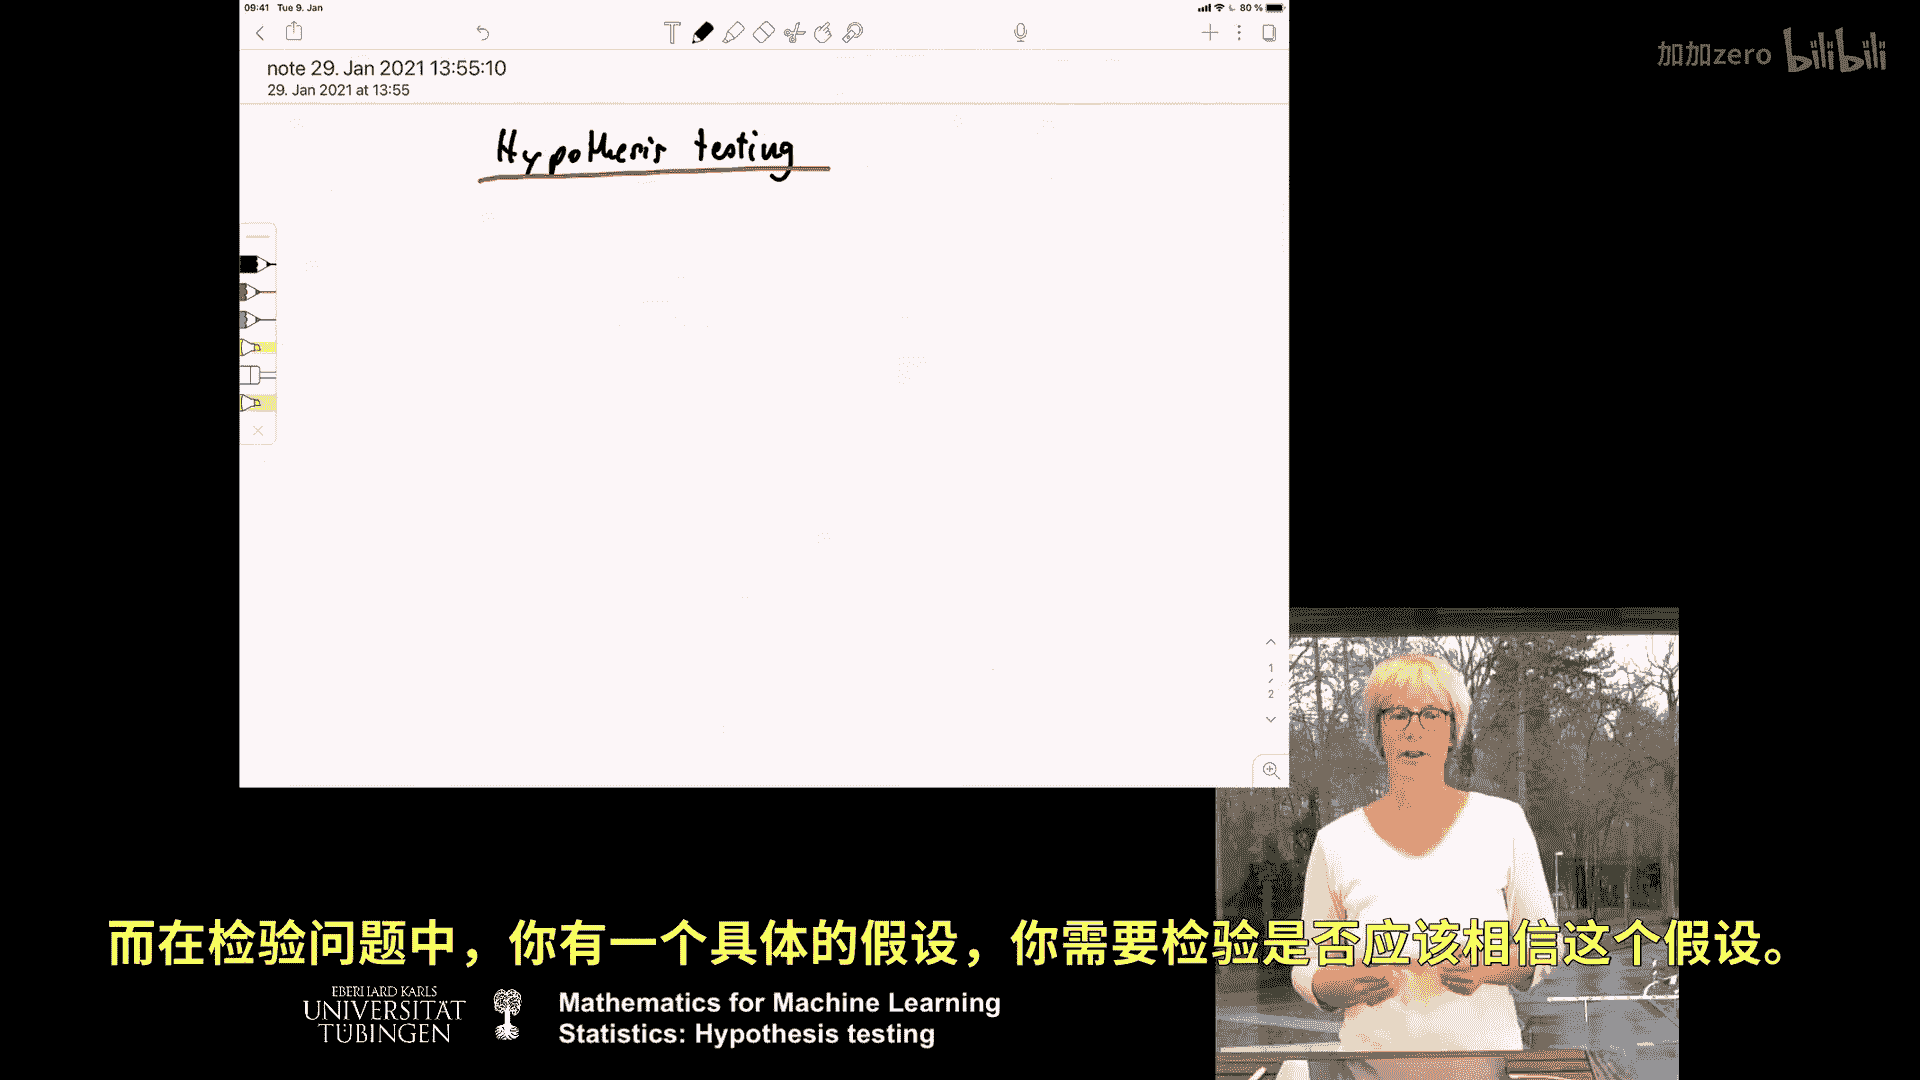 09:41 Tue 9. Jan
80 %
加加zero bilibili
T
note 29. Jan 2021 13:55:10
29. Jan 2021 at 13:55
Hypothesis testing
1
2
而在检验问题中，你有一个具体的假设，你需要检验是否应该相信这个假设。
EBERHARD KARLS
UNIVERSITÄT
TÜBINGEN
Mathematics for Machine Learning
Statistics: Hypothesis testing